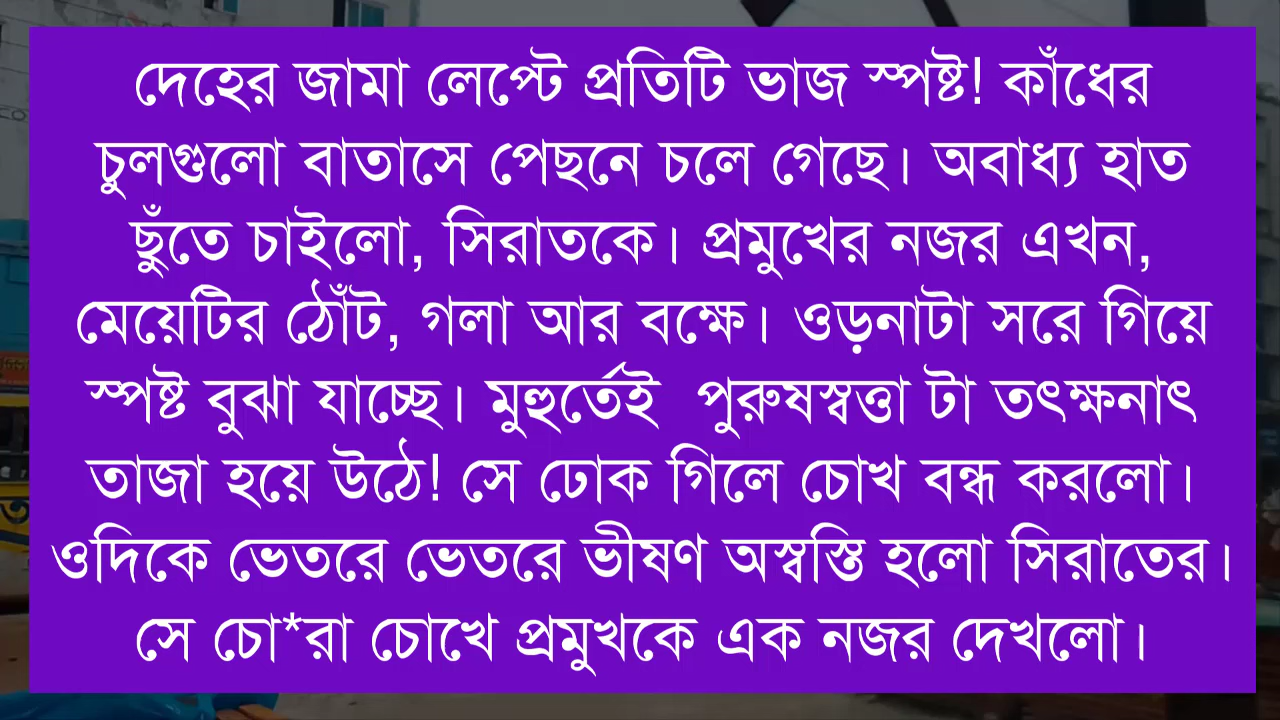 দেহের জামা লেপ্টে প্রতিটি ভাজ স্পষ্ট! কাঁধের
চুলগুলো বাতাসে পেছনে চলে গেছে। অবাধ্য হাত
ছুঁতে চাইলো, সিরাতকে। প্রমুখের নজর এখন,
মেয়েটির ঠোঁট, গলা আর বক্ষে। ওড়নাটা সরে গিয়ে
স্পষ্ট বুঝা যাচ্ছে। মুহুর্তেই পুরুষস্বত্তা টা তৎক্ষনাৎ
তাজা হয়ে উঠে! সে ঢোক গিলে চোখ বন্ধ করলো।
ওদিকে ভেতরে ভেতরে ভীষণ অস্বস্তি হলো সিরাতের।
সে চো*রা চোখে প্রমুখকে এক নজর দেখলো।